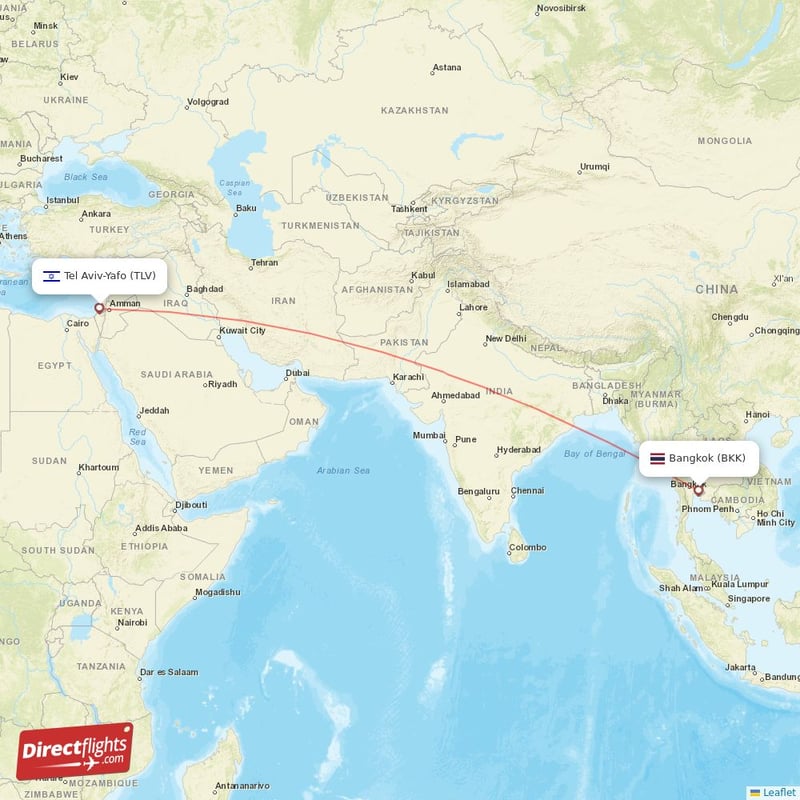 Novosibirsk
Minsk
BELARUS
Astana
Kiev
Volgograd
UKRAINE
KAZAKHSTAN
MONGOLIA
Bucharest
Urumqi
Black Sea
Caspian
Sea
GEORGIA
UZBEKISTAN
KYRGYZSTAN
Istanbul
Baku
Tashkent
Ankara
TURKEY
TURKMENISTAN
TAJIKISTAN
Athens
Tehran
Kabul
Islamabad
Xi'an
Tel Aviv-Yafo (TLV)
Baghdad
AFGHANISTAN
CHINA
Amman
IRAQ
IRAN
Lahore
Chengdu
Cairo
Kuwait City
PAKISTAN
New Delhi
NEPAL
Chongqing
EGYPT
SAUDI ARABIA
Riyadh
Dubai
Karachi
INDIA
BANGLADESH
Dhaka
MYANMAR
(BURMA)
Ahmedabad
Hanoi
Jeddah
Red
Sea
OMAN
Mumbai
Pune
Hyderabad
Bay of Bengal
LAOS
SUDAN
Khartoum
YEMEN
Arabian Sea
Bangkok (BKK)
Bangkok
VIETNAM
Bengaluru
Chennai
CAMBODIA
Phnom Penh
Ho Chi
Minh City
Djibouti
Addis Ababa
ETHIOPIA
SOUTH SUDAN
Colombo
SOMALIA
MALAYSIA
Shah Alam
Kuala Lumpur
Mogadishu
Singapore
UGANDA
KENYA
Nairobi
TANZANIA
Dar es Salaam
Jakarta
Bandung
Directflights
.com
MOZAMBIQUE
ZIMBABWE
Antananarivo
Leaflet